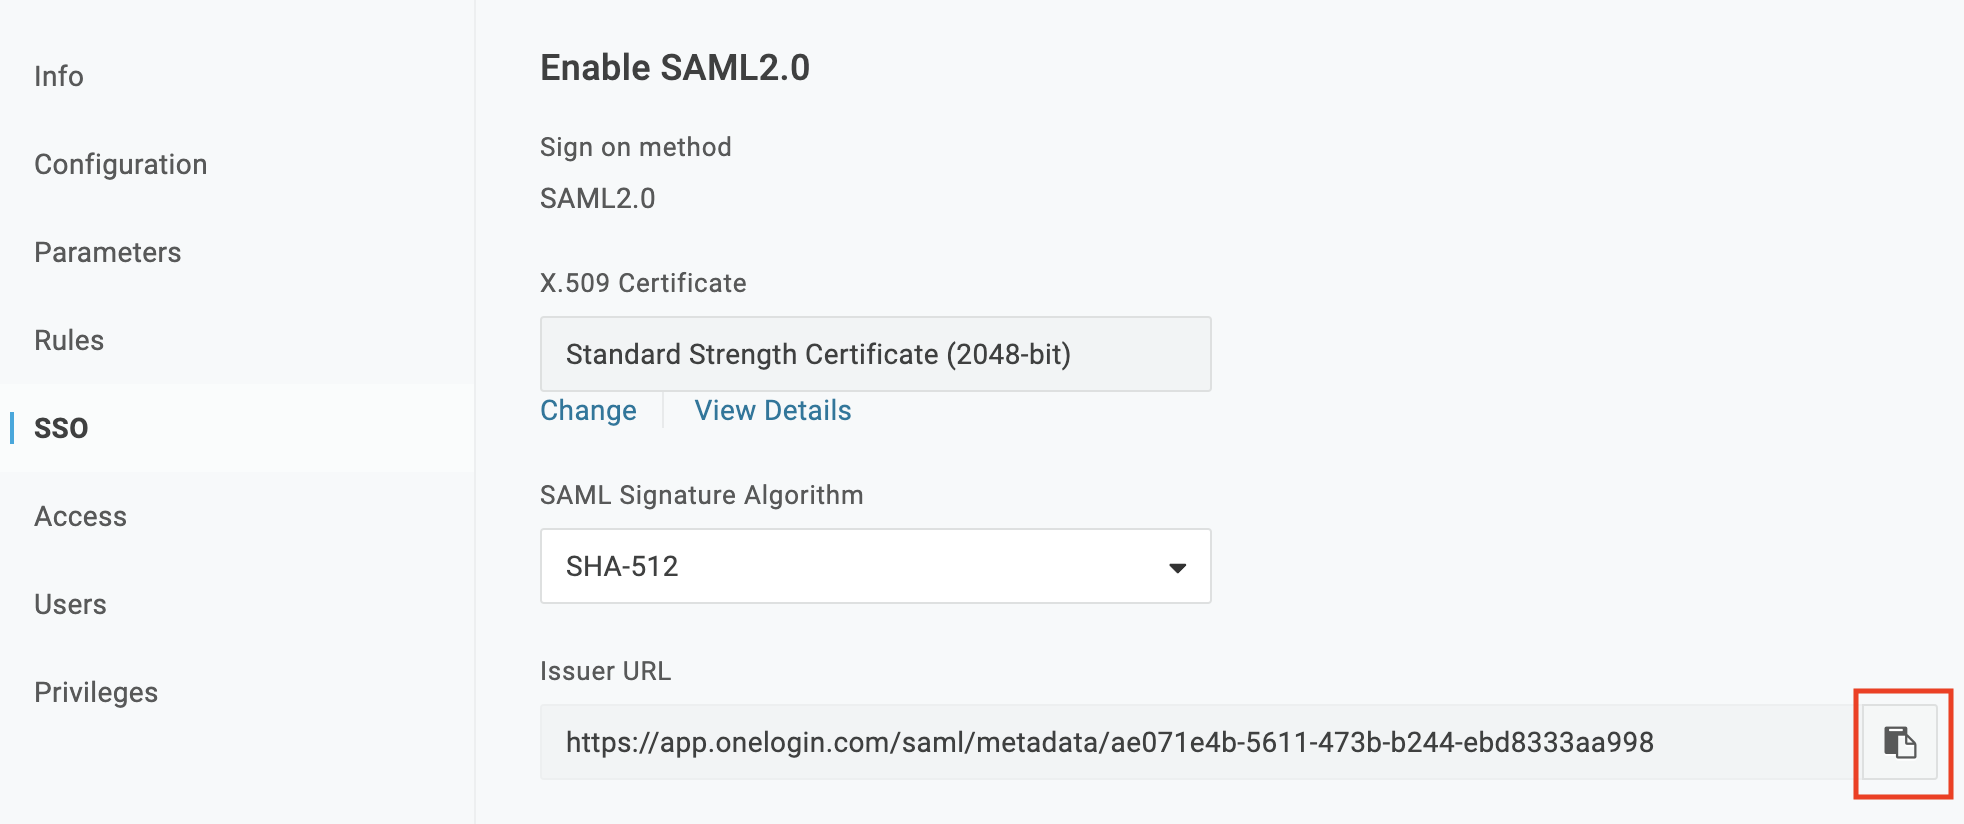 Info
Configuration
Parameters
Rules
SSO
Access
Users
Privileges
Enable SAML2.0
Sign on method
SAML2.0
X.509 Certificate
Standard Strength Certificate (2048-bit)
Change View Details
SAML Signature Algorithm
SHA-512
Issuer URL
https://app.onelogin.com/saml/metadata/ae071e4b-5611-473b-b244-ebd8333aa998